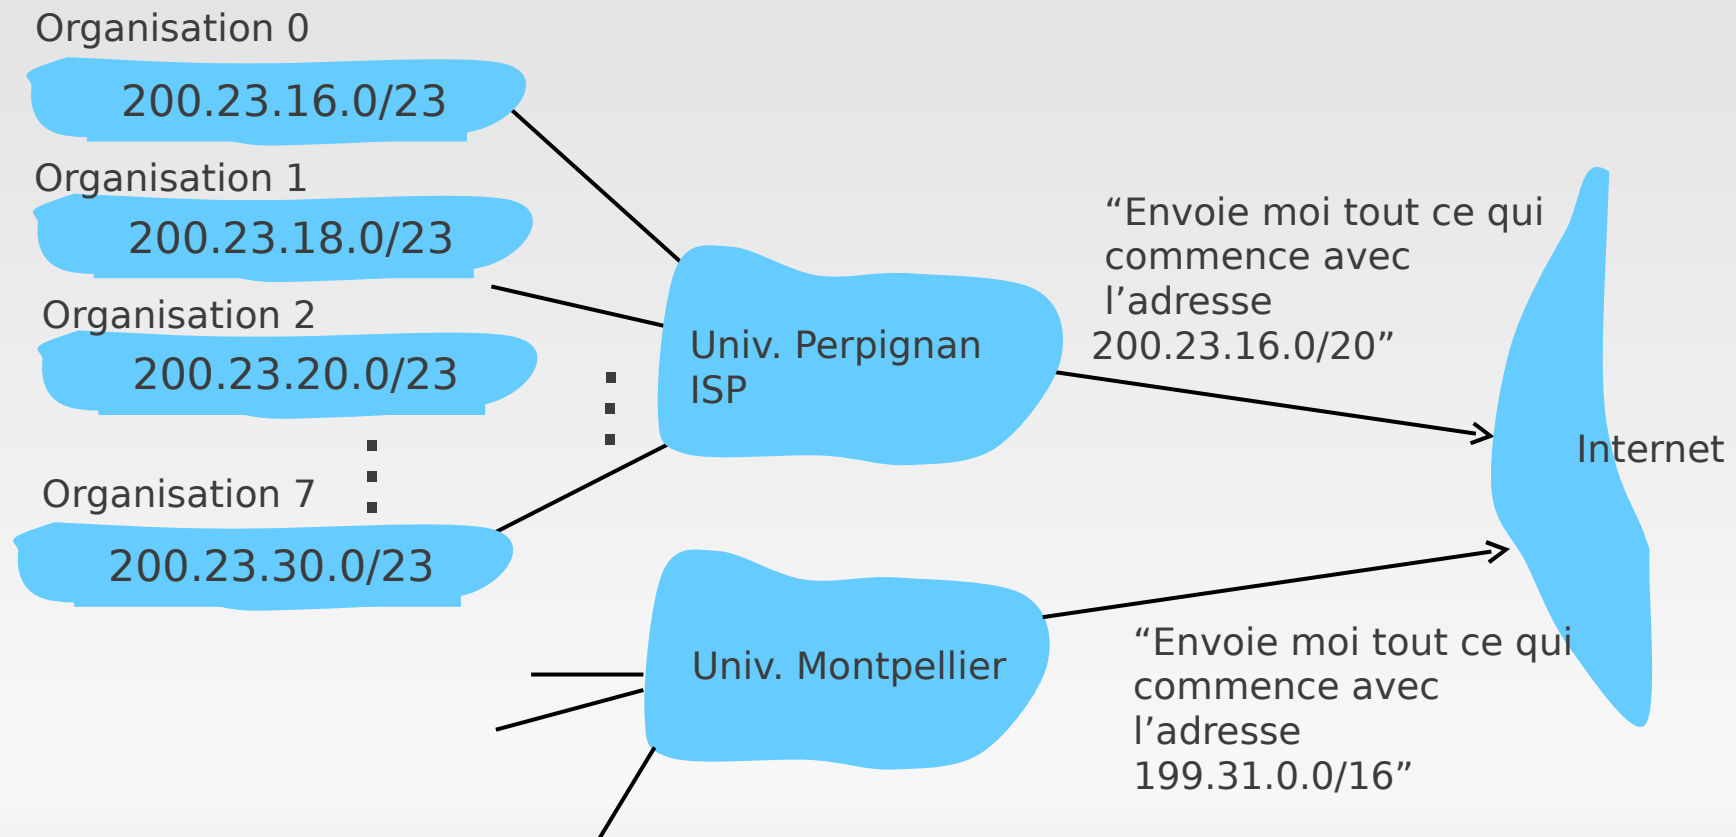 Organisation 0
200.23.16.0/23
Organisation 1
200.23.18.0/23
Organisation 2
200.23.20.0/23
Organisation 7
200.23.30.0/23
Univ. Perpignan
ISP
“Envoie moi tout ce qui
commence avec
l’adresse
200.23.16.0/20”
Internet
Univ. Montpellier
“Envoie moi tout ce qui
commence avec
l’adresse
199.31.0.0/16”